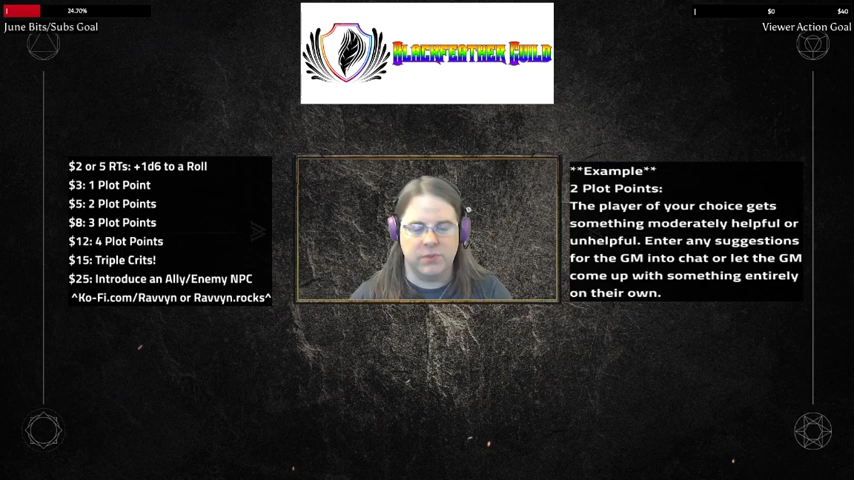 24.70%
June Bits/Subs Goal
$0
$40
Viewer Action Goal
BLACKFEATHER GUILD
$2 or 5 RTs: +1d6 to a Roll
$3: 1 Plot Point
$5: 2 Plot Points
$8: 3 Plot Points
$12: 4 Plot Points
$15: Triple Crits!
$25: Introduce an Ally/Enemy NPC
^Ko-Fi.com/Ravvyn or Ravvyn.rocks^
**Example**
2 Plot Points:
The player of your choice gets
something moderately helpful or
unhelpful. Enter any suggestions
for the GM into chat or let the GM
come up with something entirely
on their own.